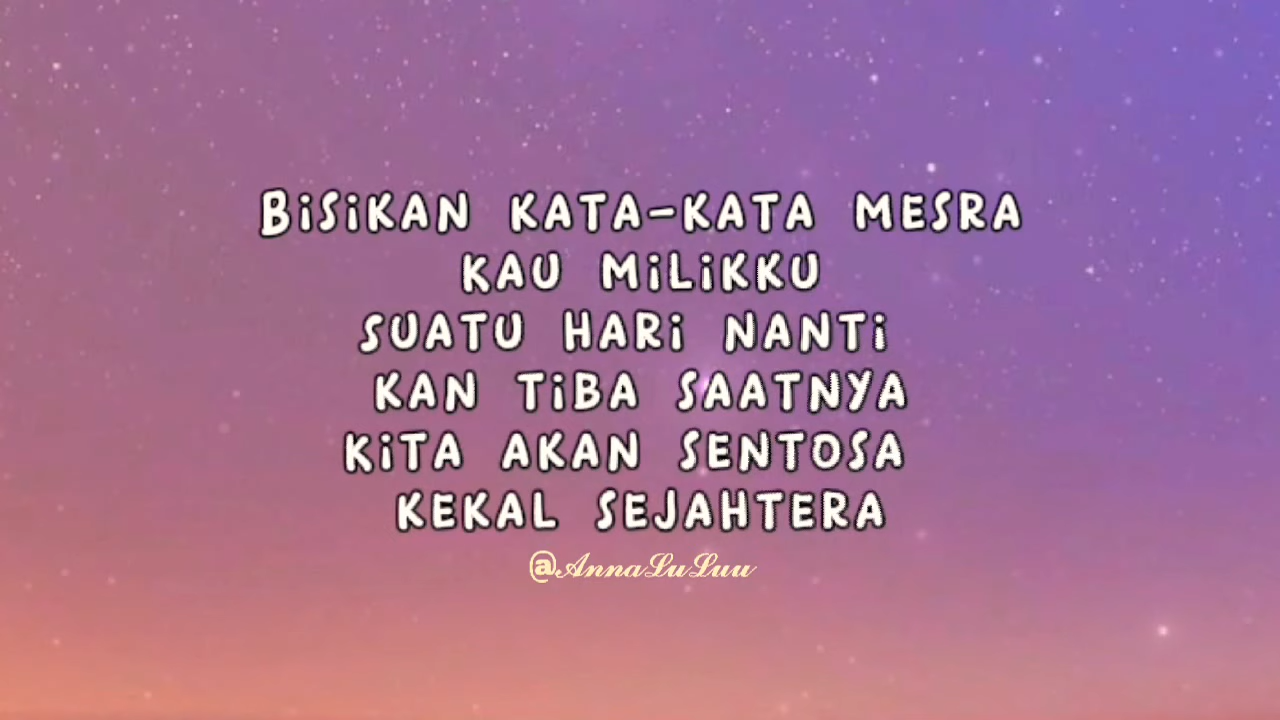 BiSiKAN KATA-KATA MESRA
KAU MiLiKKU
SUATU HARi NANTi
KAN TiBA SAATNYA
KiTA AKAN SENTOSA
KEKAL SEJAHTERA
@AnnaLuLuu